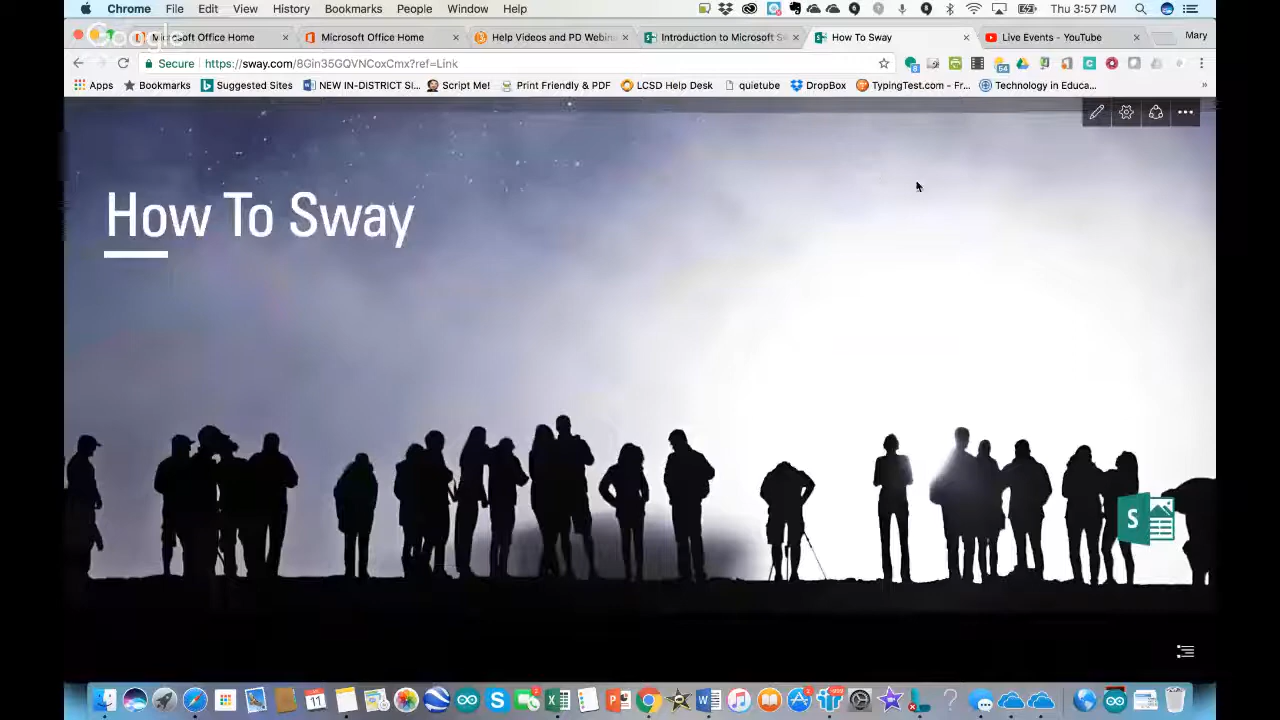 Chrome File Edit View History Bookmarks People Window Help Thu 3:57 PM
Google
Microsoft Office Home Microsoft Office Home Help Videos and PD Webinar Introduction to Microsoft S How To Sway Live Events - YouTube Mary
Secure https://sway.com/8Gin35GQVNCoxCmx?ref=Link
Apps Bookmarks Suggested Sites NEW IN-DISTRICT Si... Script Me! Print Friendly & PDF LCSD Help Desk quietube DropBox TypingTest.com - Fr... Technology in Educa... »
How To Sway
S